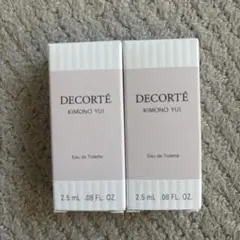 DECORTÉ
KIMONO YUI
Eau de Toilette
2.5 mL .08 FL. OZ.
DECORTÉ
KIMONO YUI
Eau de Toilette
2.5 mL .08 FL. OZ.